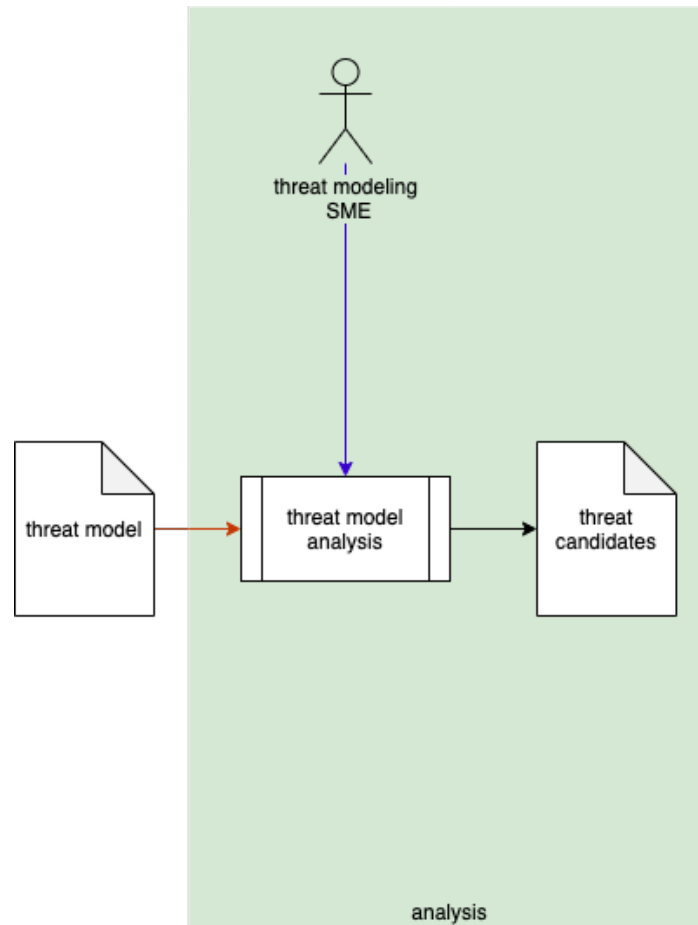 threat modeling
SME
threat model
threat model
analysis
threat
candidates
analysis